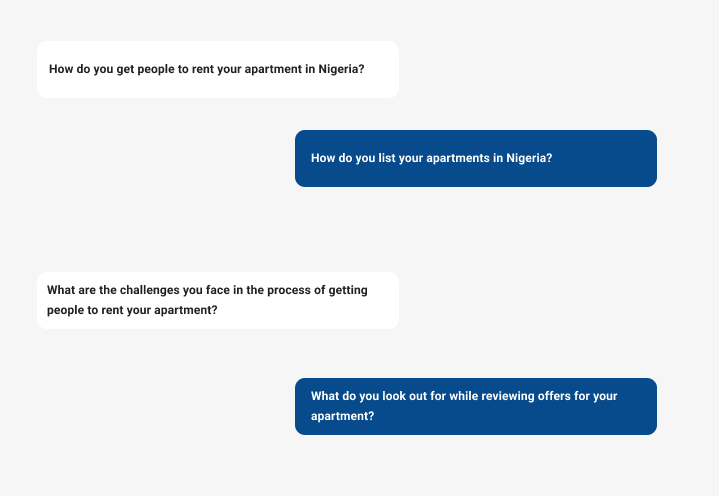 How do you get people to rent your apartment in Nigeria?
How do you list your apartments in Nigeria?
What are the challenges you face in the process of getting
people to rent your apartment?
What do you look out for while reviewing offers for your
apartment?